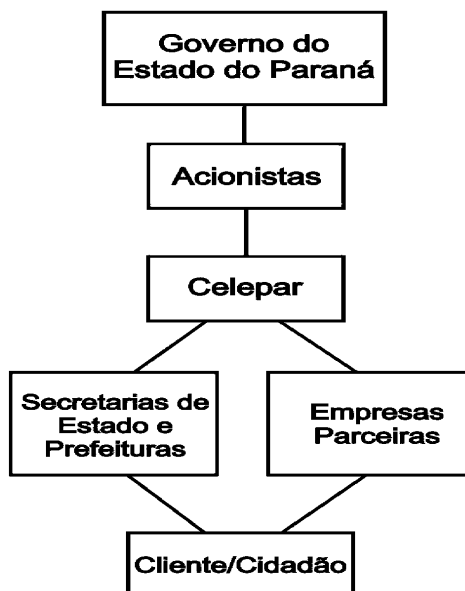 Governo do
Estado do Paraná
Acionistas
Celepar
Secretarias de
Estado e
Prefeituras
Empresas
Parceiras
Cliente/Cidadão